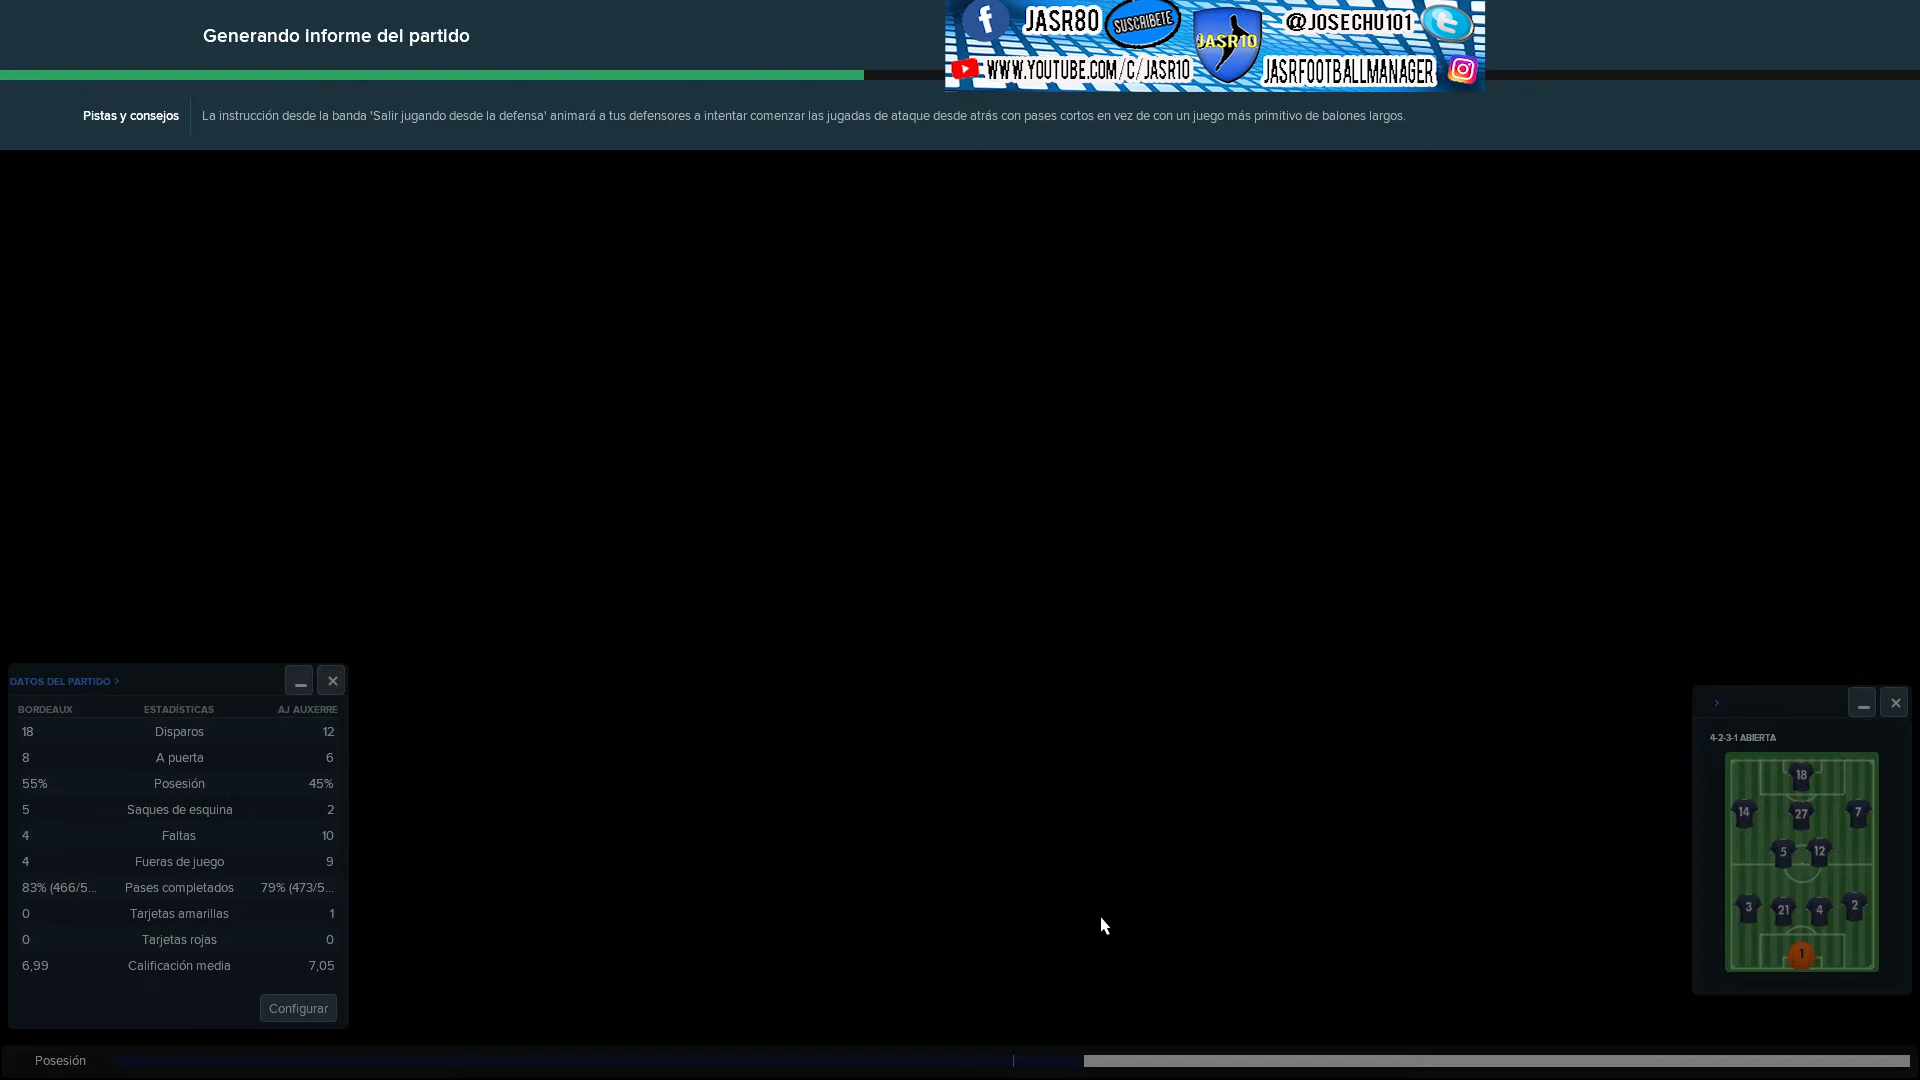 Generando informe del partido
JASR80
SUSCRIBETE
JASR10
@JOSECHU101
WWW.YOUTUBE.COM/C/JASR10
JASRFOOTBALLMANAGER
Pistas y consejos
La instrucción desde la banda 'Salir jugando desde la defensa' animará a tus defensores a intentar comenzar las jugadas de ataque desde atrás con pases cortos en vez de con un juego más primitivo de balones largos.
DATOS DEL PARTIDO >
BORDEAUX ESTADÍSTICAS AJ AUXERRE
18 Disparos 12
8 A puerta 6
55% Posesión 45%
5 Saques de esquina 2
4 Faltas 10
4 Fueras de juego 9
83% (466/5... Pases completados 79% (473/5...
0 Tarjetas amarillas 1
0 Tarjetas rojas 0
6,99 Calificación media 7,05
Configurar
4-2-3-1 ABIERTA
18
14 27 7
5 12
3 21 4 2
1
Posesión